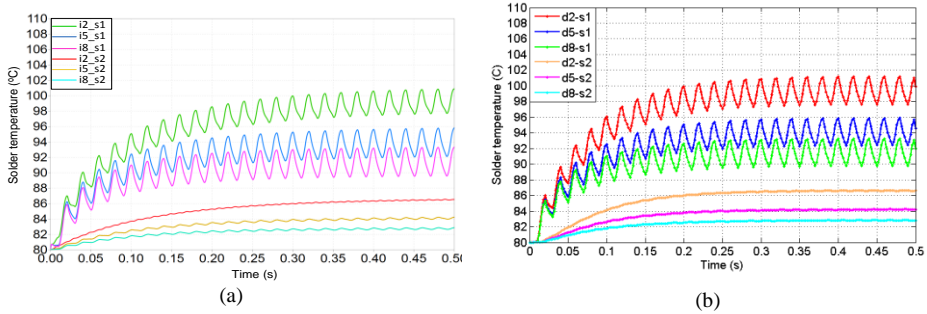 110
108
106
104
102
100
98
96
94
92
90
88
86
84
82
80
Solder temperature (ºC)
i2_s1
i5_s1
i8_s1
i2_s2
i5_s2
i8_s2
0.00 0.05 0.10 0.15 0.20 0.25 0.30 0.35 0.40 0.45 0.50
Time (s)
(a)
110
108
106
104
102
100
98
96
94
92
90
88
86
84
82
80
Solder temperature (C)
d2-s1
d5-s1
d8-s1
d2-s2
d5-s2
d8-s2
0 0.05 0.1 0.15 0.2 0.25 0.3 0.35 0.4 0.45 0.5
Time (s)
(b)